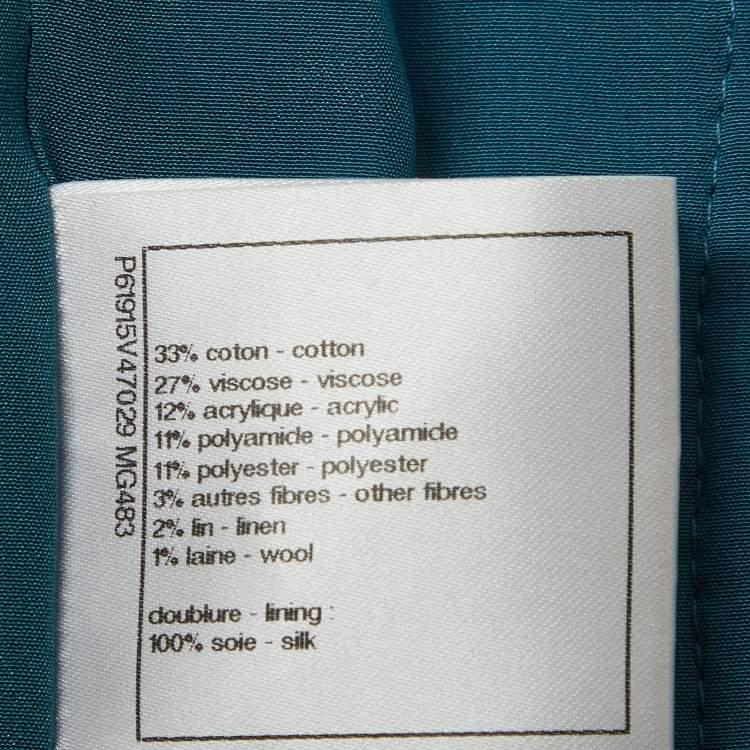 P61915V47029 MG483
33% coton - cotton
27% viscose - viscose
12% acrylique - acrylic
11% polyamide - polyamide
11% polyester - polyester
3% autres fibres - other fibres
2% lin - linen
1% laine - wool
doublure - lining :
100% soie - silk